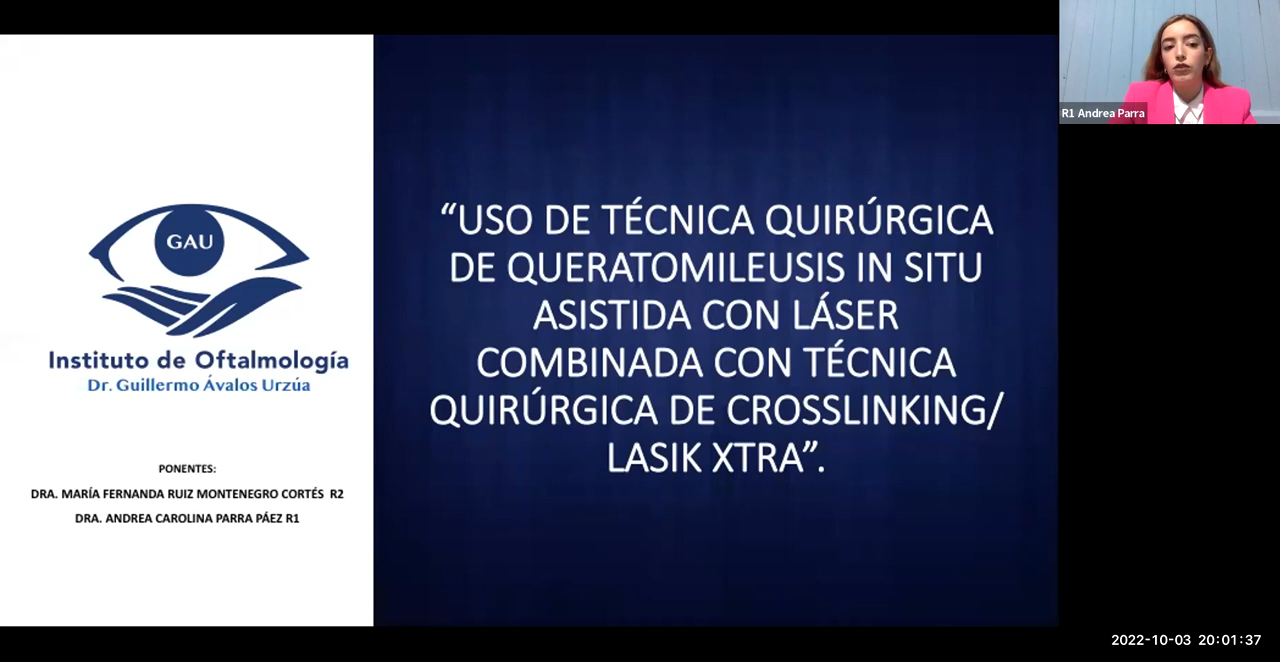 GAU
Instituto de Oftalmología
Dr. Guillermo Ávalos Urzúa
PONENTES:
DRA. MARÍA FERNANDA RUIZ MONTENEGRO CORTÉS R2
DRA. ANDREA CAROLINA PARRA PÁEZ R1
“USO DE TÉCNICA QUIRÚRGICA
DE QUERATOMILEUSIS IN SITU
ASISTIDA CON LÁSER
COMBINADA CON TÉCNICA
QUIRÚRGICA DE CROSSLINKING/
LASIK XTRA”.
R1 Andrea Parra
2022-10-03 20:01:37